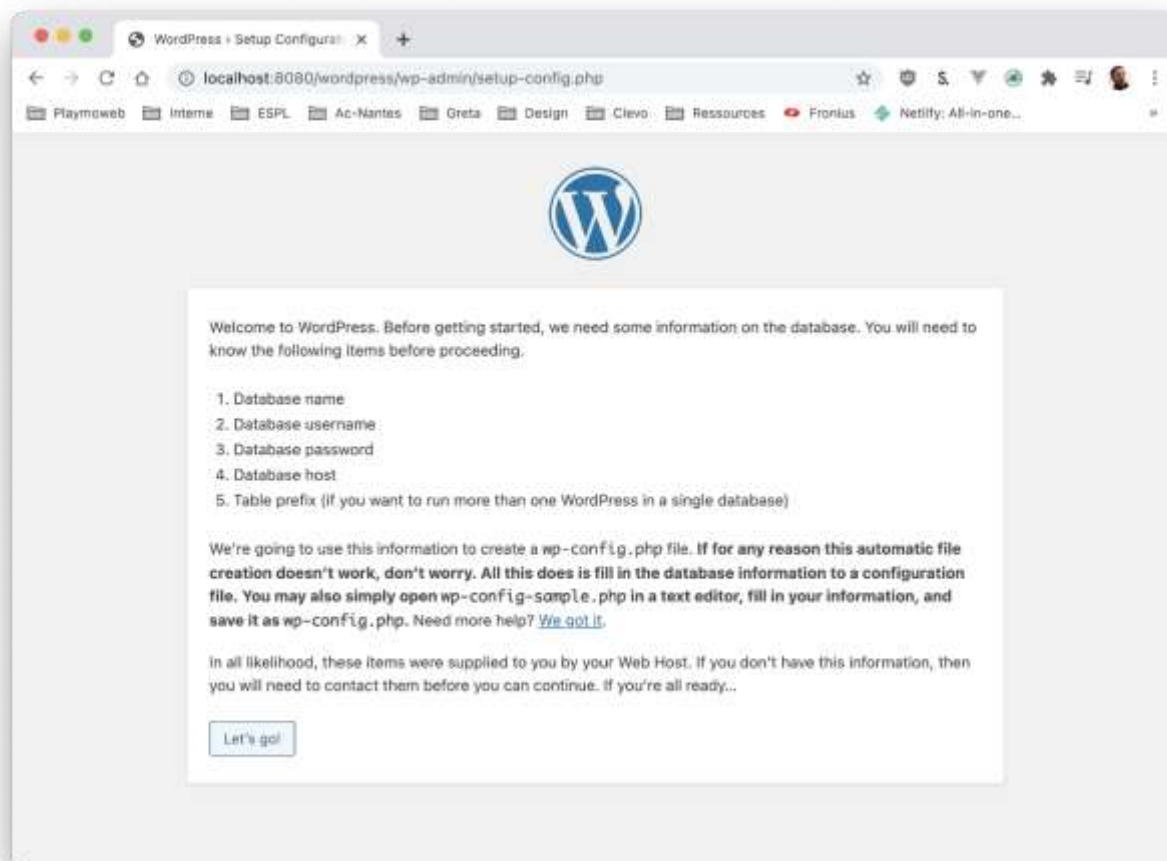 WordPress › Setup Configurati
localhost:8080/wordpress/wp-admin/setup-config.php
Playmoweb Interne ESPL Ac-Nantes Greta Design Clevo Ressources Fronius Netlify: All-in-one... »
Welcome to WordPress. Before getting started, we need some information on the database. You will need to
know the following items before proceeding.
1. Database name
2. Database username
3. Database password
4. Database host
5. Table prefix (if you want to run more than one WordPress in a single database)
We're going to use this information to create a wp-config.php file. If for any reason this automatic file
creation doesn't work, don't worry. All this does is fill in the database information to a configuration
file. You may also simply open wp-config-sample.php in a text editor, fill in your information, and
save it as wp-config.php. Need more help? We got it.
In all likelihood, these items were supplied to you by your Web Host. If you don't have this information, then
you will need to contact them before you can continue. If you're all ready...
Let's go!